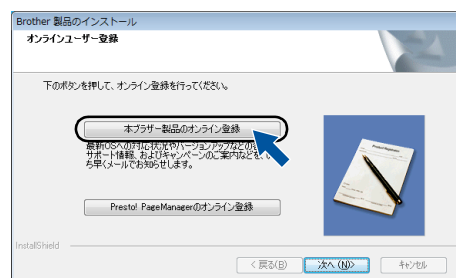 Brother 製品のインストール
オンラインユーザー登録
下のボタンを押して、オンライン登録を行ってください。
本ブラザー製品のオンライン登録
最新OSへの対応状況やバージョンアップなどの
サポート情報、およびキャンペーンのご案内などを、い
ち早くメールでお知らせします。
Presto! PageManagerのオンライン登録
Product Registration
InstallShield
< 戻る(B)
次へ (N)>
キャンセル